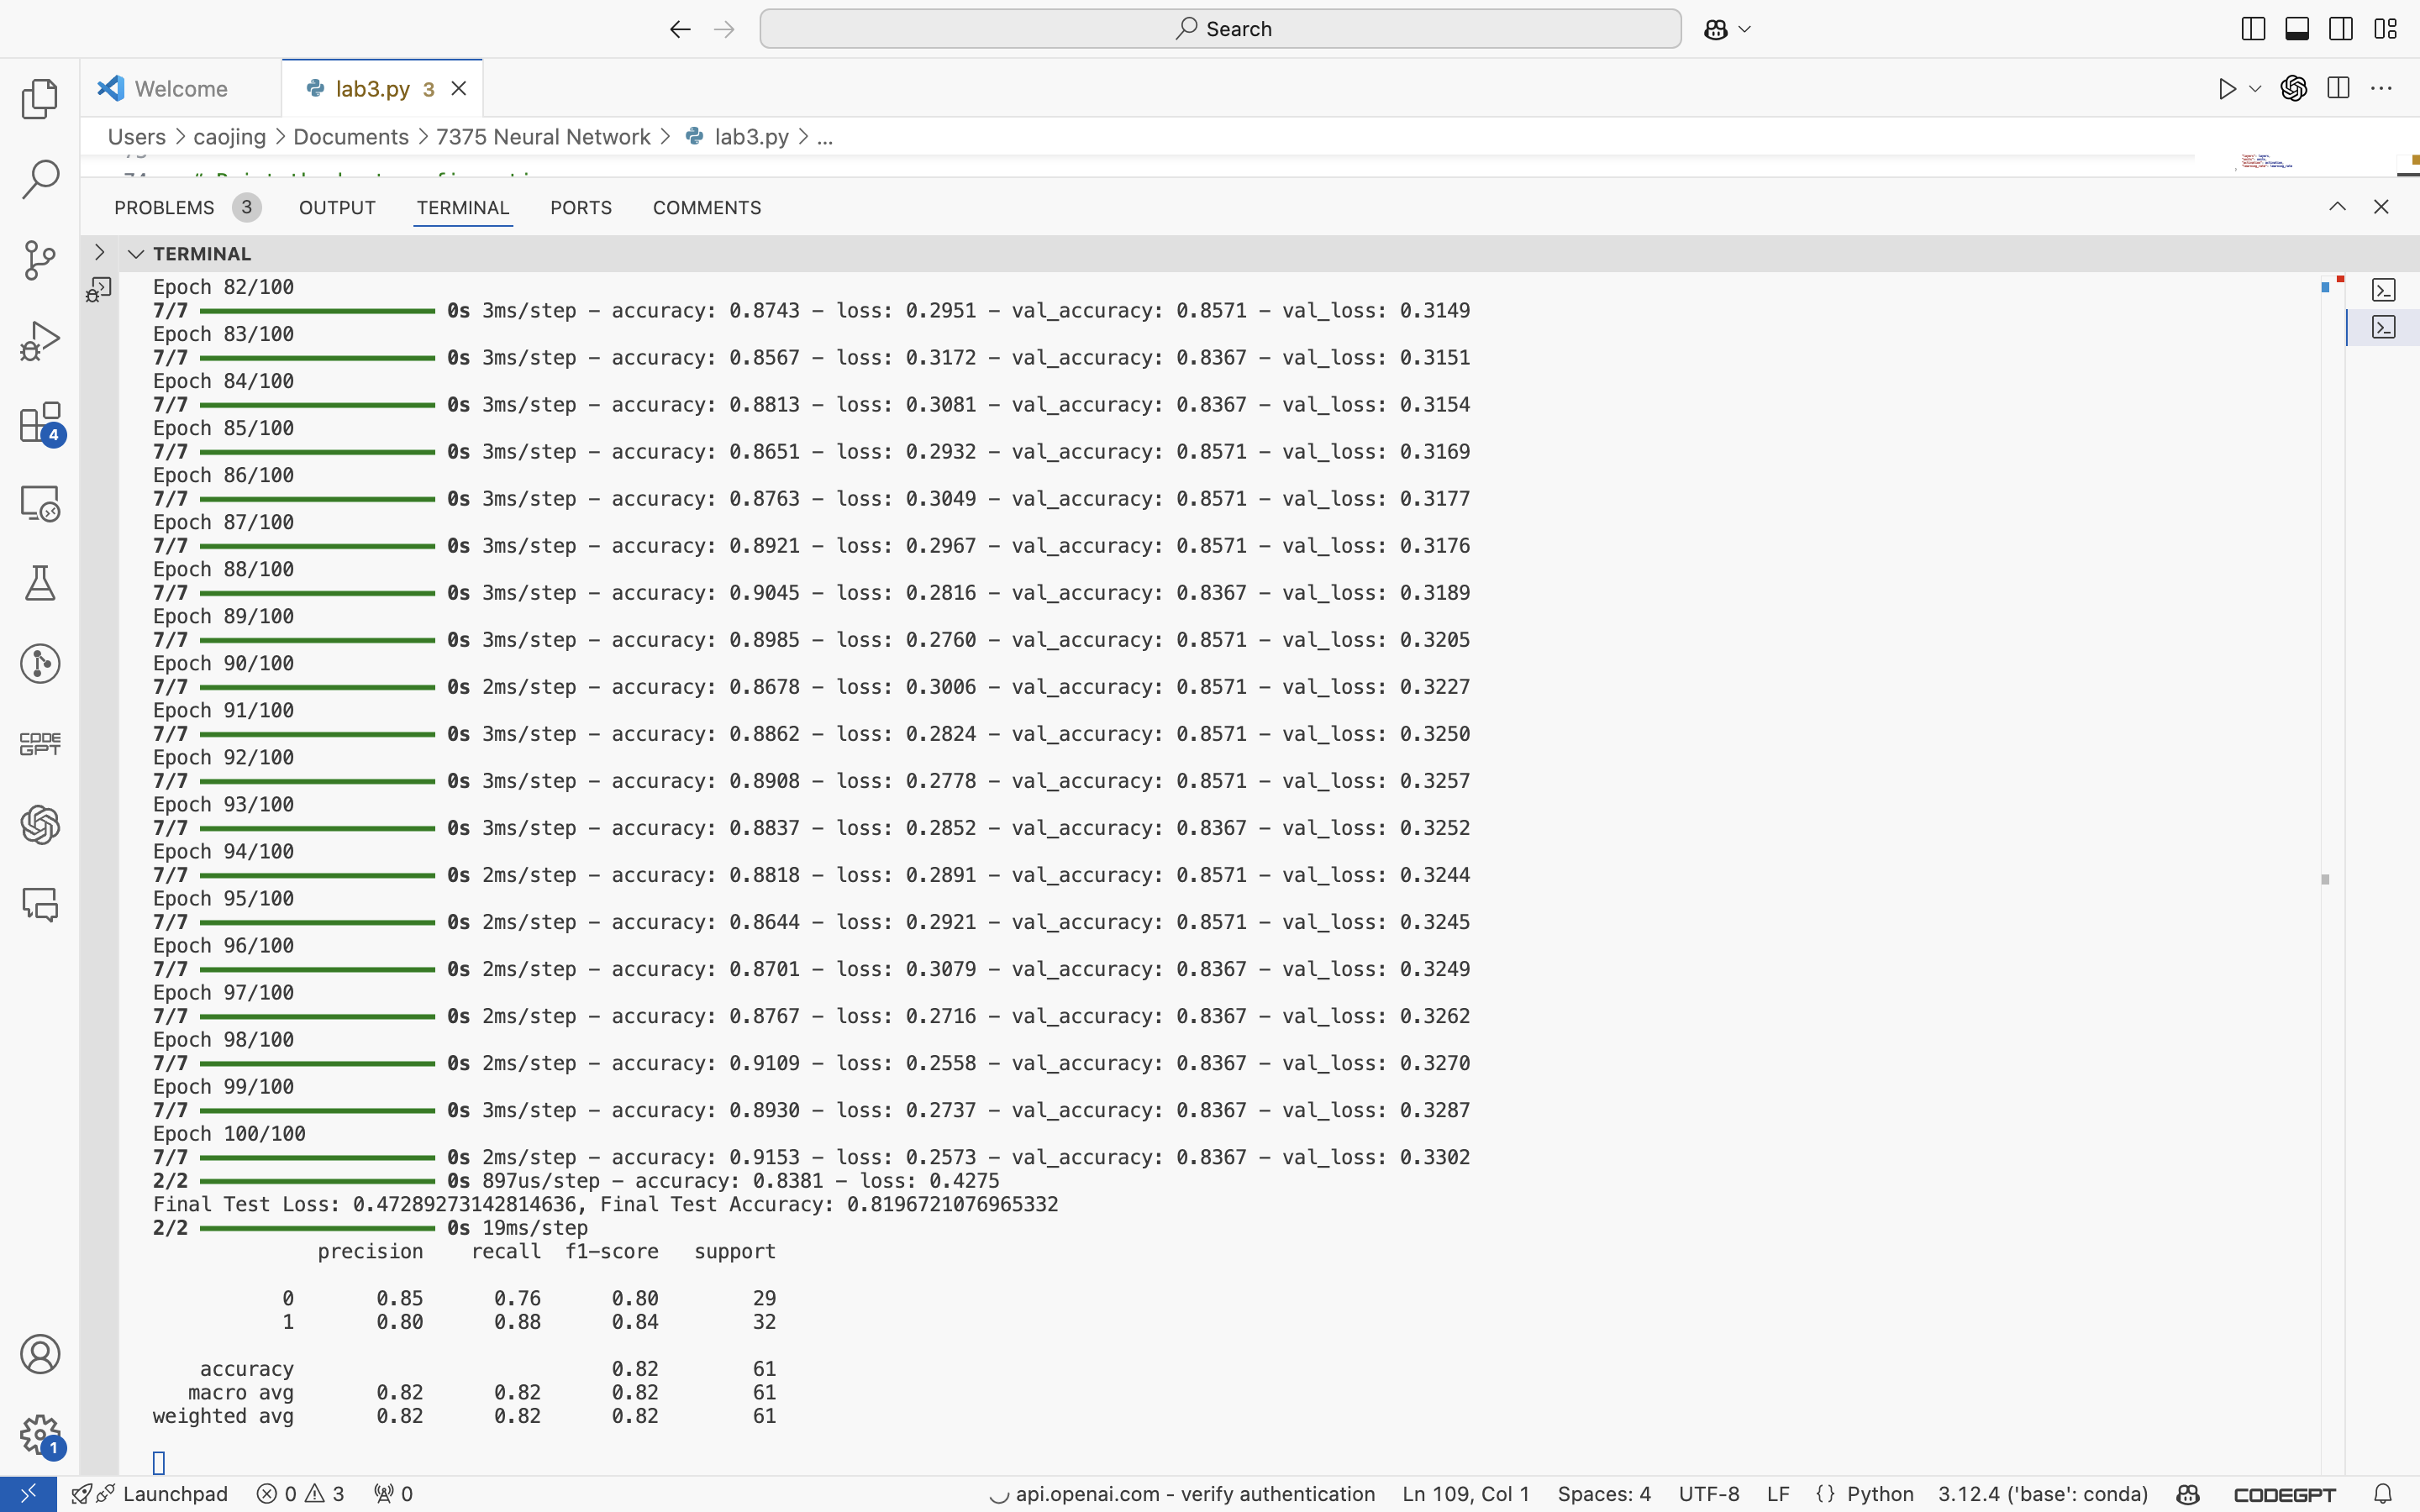 Search
Welcome
lab3.py 3
Users > caojing > Documents > 7375 Neural Network > lab3.py > ...
PROBLEMS 3 OUTPUT TERMINAL PORTS COMMENTS
TERMINAL
Epoch 82/100
7/7 0s 3ms/step - accuracy: 0.8743 - loss: 0.2951 - val_accuracy: 0.8571 - val_loss: 0.3149
Epoch 83/100
7/7 0s 3ms/step - accuracy: 0.8567 - loss: 0.3172 - val_accuracy: 0.8367 - val_loss: 0.3151
Epoch 84/100
7/7 0s 3ms/step - accuracy: 0.8813 - loss: 0.3081 - val_accuracy: 0.8367 - val_loss: 0.3154
Epoch 85/100
7/7 0s 3ms/step - accuracy: 0.8651 - loss: 0.2932 - val_accuracy: 0.8571 - val_loss: 0.3169
Epoch 86/100
7/7 0s 3ms/step - accuracy: 0.8763 - loss: 0.3049 - val_accuracy: 0.8571 - val_loss: 0.3177
Epoch 87/100
7/7 0s 3ms/step - accuracy: 0.8921 - loss: 0.2967 - val_accuracy: 0.8571 - val_loss: 0.3176
Epoch 88/100
7/7 0s 3ms/step - accuracy: 0.9045 - loss: 0.2816 - val_accuracy: 0.8367 - val_loss: 0.3189
Epoch 89/100
7/7 0s 3ms/step - accuracy: 0.8985 - loss: 0.2760 - val_accuracy: 0.8571 - val_loss: 0.3205
Epoch 90/100
7/7 0s 2ms/step - accuracy: 0.8678 - loss: 0.3006 - val_accuracy: 0.8571 - val_loss: 0.3227
Epoch 91/100
7/7 0s 3ms/step - accuracy: 0.8862 - loss: 0.2824 - val_accuracy: 0.8571 - val_loss: 0.3250
Epoch 92/100
7/7 0s 3ms/step - accuracy: 0.8908 - loss: 0.2778 - val_accuracy: 0.8571 - val_loss: 0.3257
Epoch 93/100
7/7 0s 3ms/step - accuracy: 0.8837 - loss: 0.2852 - val_accuracy: 0.8367 - val_loss: 0.3252
Epoch 94/100
7/7 0s 2ms/step - accuracy: 0.8818 - loss: 0.2891 - val_accuracy: 0.8571 - val_loss: 0.3244
Epoch 95/100
7/7 0s 2ms/step - accuracy: 0.8644 - loss: 0.2921 - val_accuracy: 0.8571 - val_loss: 0.3245
Epoch 96/100
7/7 0s 2ms/step - accuracy: 0.8701 - loss: 0.3079 - val_accuracy: 0.8367 - val_loss: 0.3249
Epoch 97/100
7/7 0s 2ms/step - accuracy: 0.8767 - loss: 0.2716 - val_accuracy: 0.8367 - val_loss: 0.3262
Epoch 98/100
7/7 0s 2ms/step - accuracy: 0.9109 - loss: 0.2558 - val_accuracy: 0.8367 - val_loss: 0.3270
Epoch 99/100
7/7 0s 3ms/step - accuracy: 0.8930 - loss: 0.2737 - val_accuracy: 0.8367 - val_loss: 0.3287
Epoch 100/100
7/7 0s 2ms/step - accuracy: 0.9153 - loss: 0.2573 - val_accuracy: 0.8367 - val_loss: 0.3302
2/2 0s 897us/step - accuracy: 0.8381 - loss: 0.4275
Final Test Loss: 0.47289273142814636, Final Test Accuracy: 0.8196721076965332
2/2 0s 19ms/step
precision recall f1-score support
0 0.85 0.76 0.80 29
1 0.80 0.88 0.84 32
accuracy 0.82 61
macro avg 0.82 0.82 0.82 61
weighted avg 0.82 0.82 0.82 61
4
CODE GPT
1
Launchpad 0 3 0 api.openai.com - verify authentication Ln 109, Col 1 Spaces: 4 UTF-8 LF {} Python 3.12.4 ('base': conda) CODEGPT